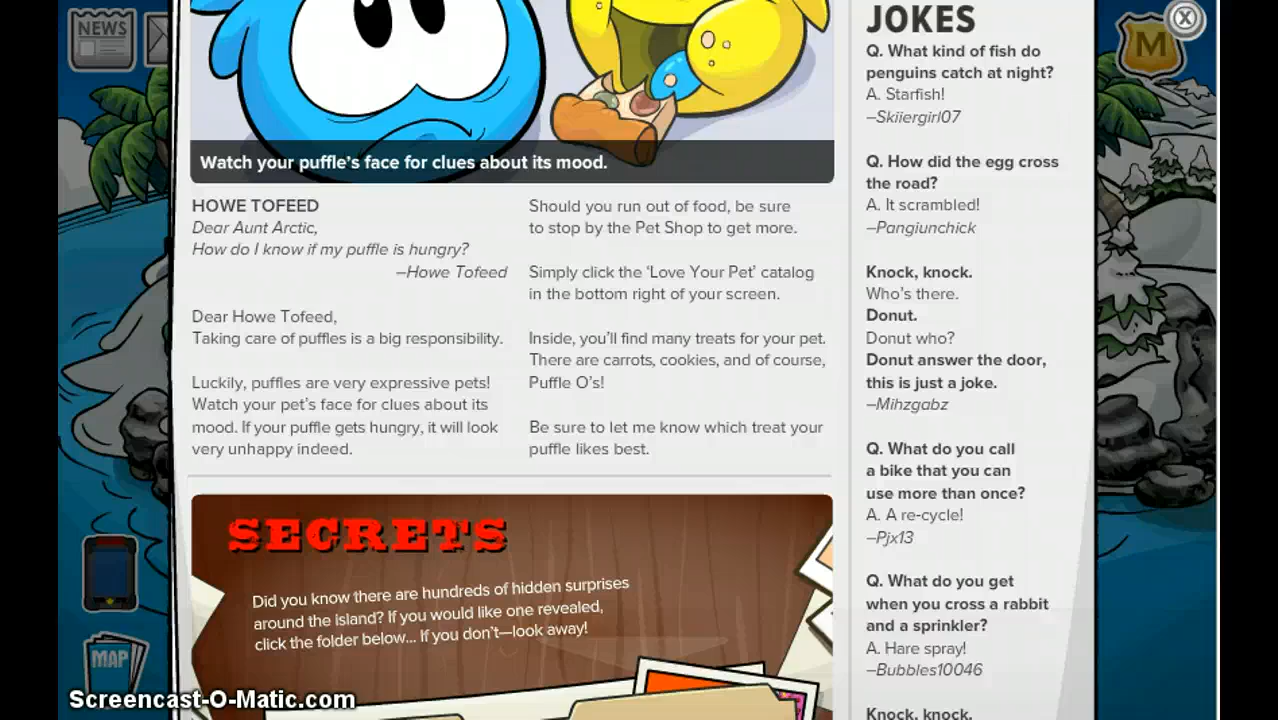 NEWS
M
Watch your puffle's face for clues about its mood.
HOWE TOFEED
Dear Aunt Arctic,
How do I know if my puffle is hungry?
–Howe Tofeed
Dear Howe Tofeed,
Taking care of puffles is a big responsibility.
Luckily, puffles are very expressive pets!
Watch your pet's face for clues about its
mood. If your puffle gets hungry, it will look
very unhappy indeed.
Should you run out of food, be sure
to stop by the Pet Shop to get more.
Simply click the 'Love Your Pet' catalog
in the bottom right of your screen.
Inside, you'll find many treats for your pet.
There are carrots, cookies, and of course,
Puffle O's!
Be sure to let me know which treat your
puffle likes best.
SECRETS
Did you know there are hundreds of hidden surprises
around the island? If you would like one revealed,
click the folder below... If you don't—look away!
JOKES
Q. What kind of fish do
penguins catch at night?
A. Starfish!
–Skiiergirl07
Q. How did the egg cross
the road?
A. It scrambled!
–Pangiunchick
Knock, knock.
Who's there.
Donut.
Donut who?
Donut answer the door,
this is just a joke.
–Mihzgabz
Q. What do you call
a bike that you can
use more than once?
A. A re-cycle!
–Pjx13
Q. What do you get
when you cross a rabbit
and a sprinkler?
A. Hare spray!
–Bubbles10046
Knock, knock.
MAP
Screencast-O-Matic.com